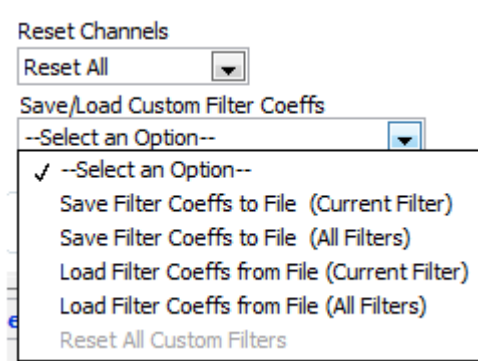 Reset Channels
Reset All
Save/Load Custom Filter Coeffs
--Select an Option--
--Select an Option--
Save Filter Coeffs to File  (Current Filter)
Save Filter Coeffs to File  (All Filters)
Load Filter Coeffs from File (Current Filter)
Load Filter Coeffs from File (All Filters)
Reset All Custom Filters